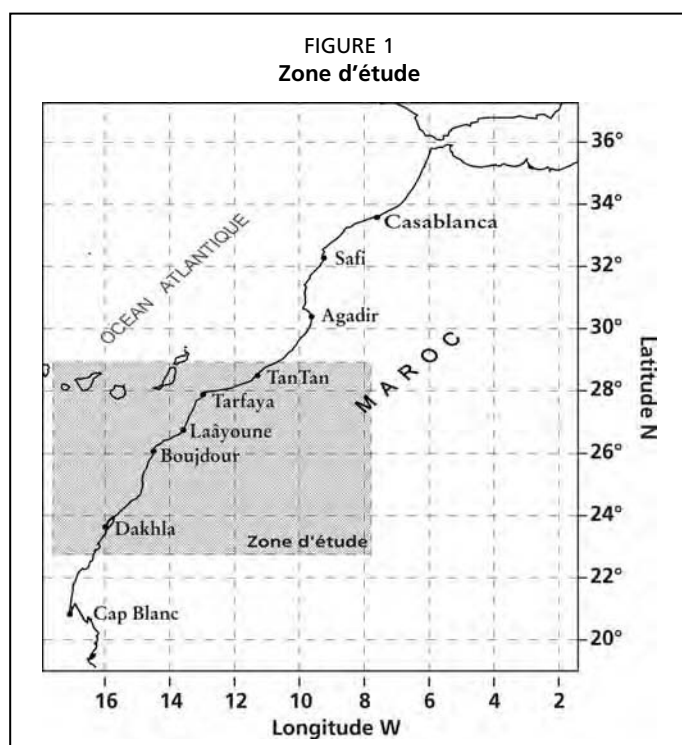 FIGURE 1
Zone d'étude
OCEAN ATLANTIQUE
MAROC
Casablanca
Safi
Agadir
TanTan
Tarfaya
Laâyoune
Boujdour
Dakhla
Zone d'étude
Cap Blanc
36°
34°
32°
30°
28°
26°
24°
22°
20°
Latitude N
16 14 12 10 8 6 4 2
Longitude W